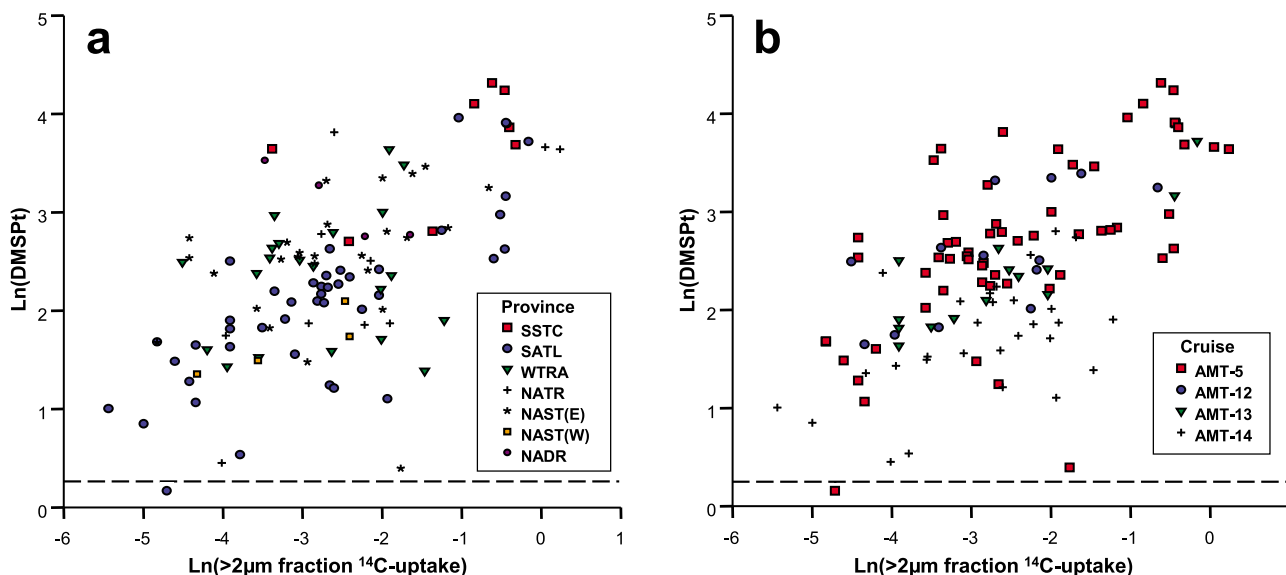 a
Ln(DMSPt)
5
4
3
2
1
0
-6 -5 -4 -3 -2 -1 0 1
Ln(>2µm fraction ¹⁴C-uptake)
Province
SSTC
SATL
WTRA
NATR
NAST(E)
NAST(W)
NADR
b
Ln(DMSPt)
5
4
3
2
1
0
-6 -5 -4 -3 -2 -1 0 1
Ln(>2µm fraction ¹⁴C-uptake)
Cruise
AMT-5
AMT-12
AMT-13
AMT-14